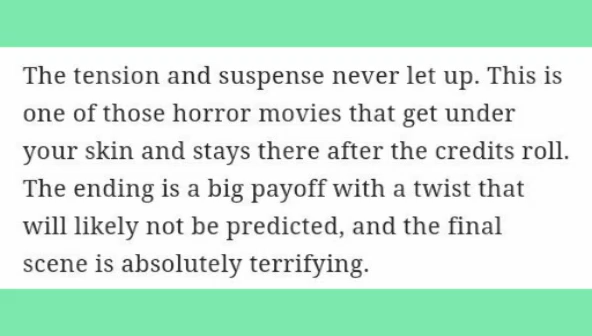 The tension and suspense never let up. This is
one of those horror movies that get under
your skin and stays there after the credits roll.
The ending is a big payoff with a twist that
will likely not be predicted, and the final
scene is absolutely terrifying.